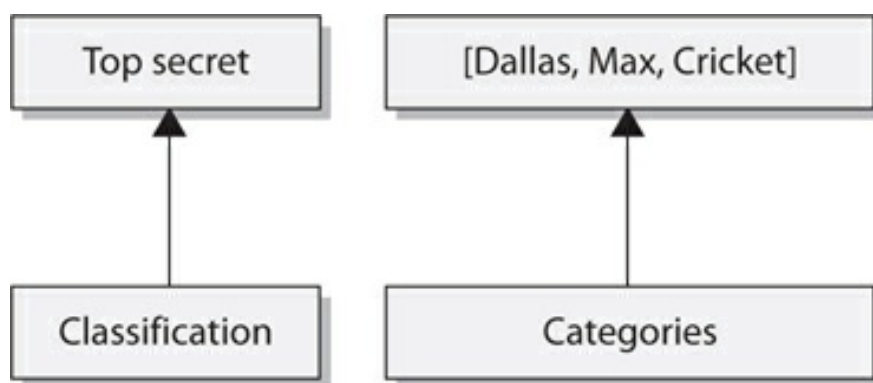 Top secret
[Dallas, Max, Cricket]
Classification
Categories